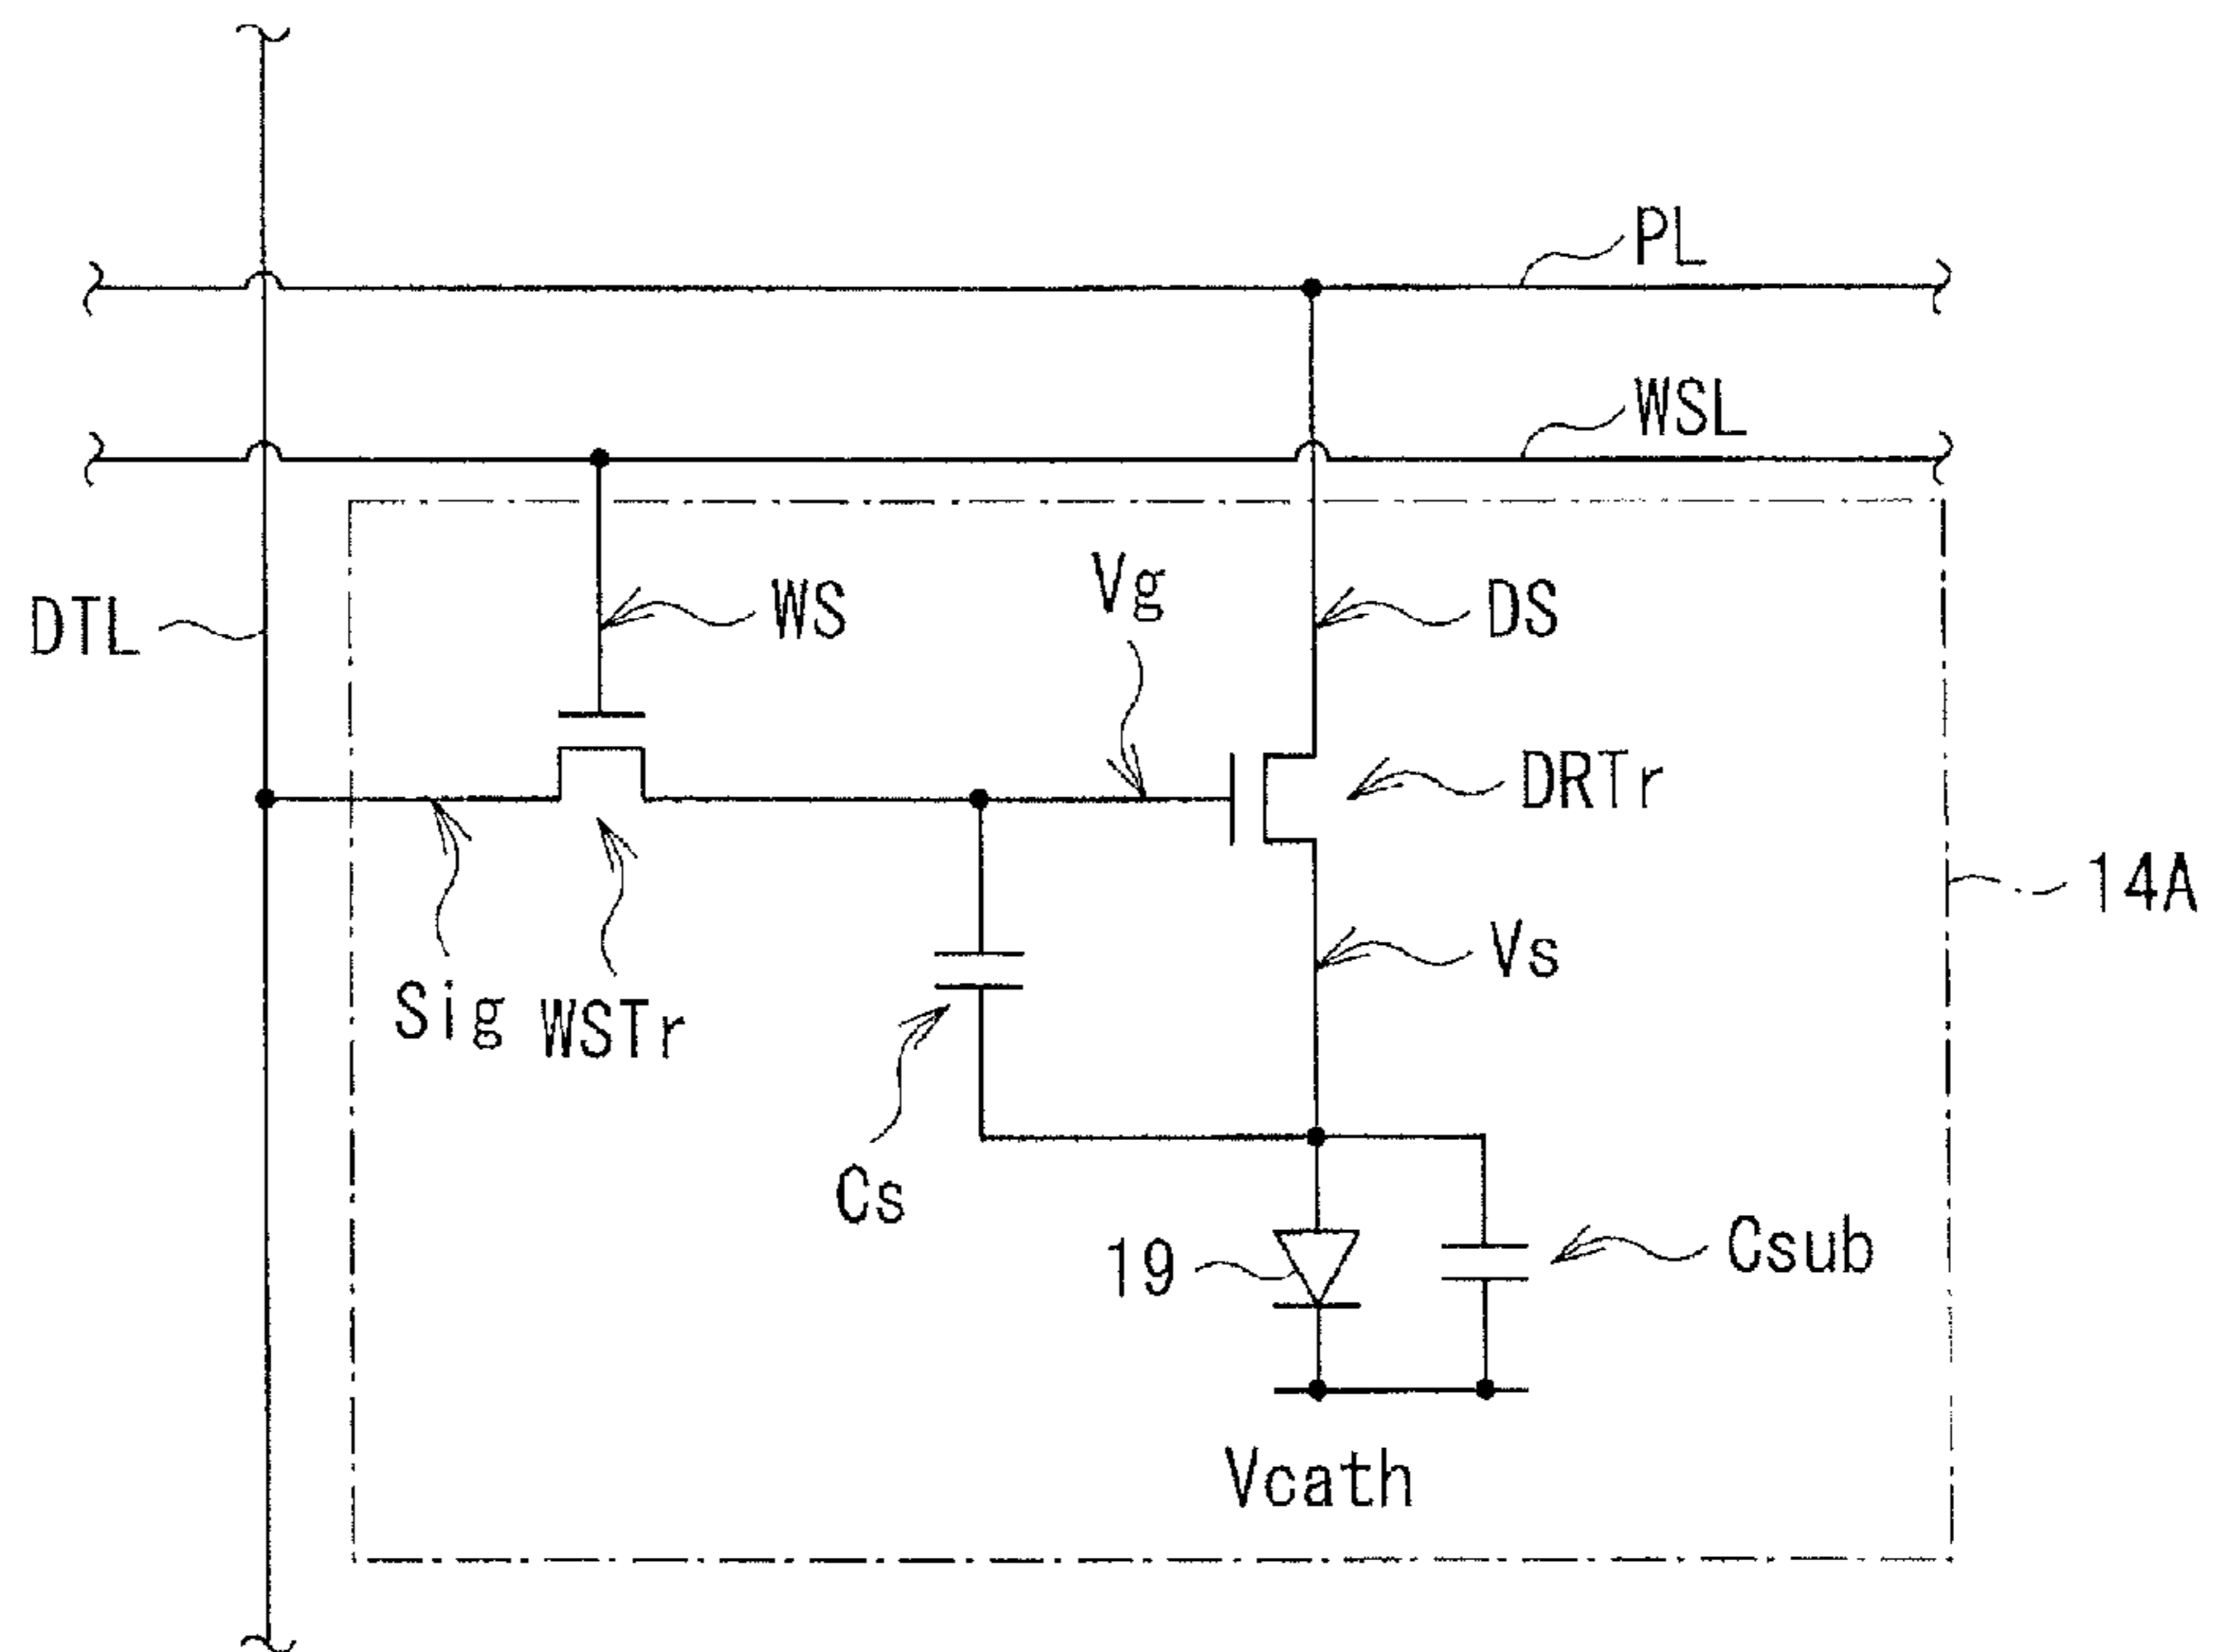 PL
WSL
DTL
WS
Vg
DS
DRTr
14A
Sig
WSTr
Vs
Cs
19
Csub
Vcath